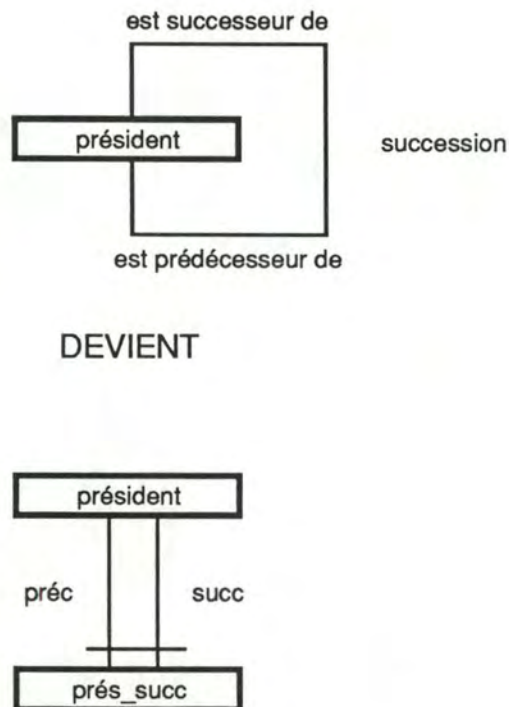 est successeur de
président
succession
est prédécesseur de
DEVIENT
président
préc
succ
prés_succ